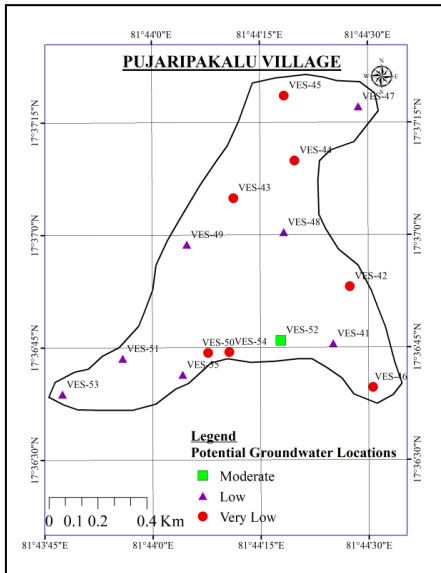 81°44'0"E 81°44'15"E 81°44'30"E
PUJARIPAKALU VILLAGE
N
W E
S
VES-45
VES-47
17°37'15"N 17°37'15"N
VES-44
VES-43
VES-48
VES-49
17°37'0"N 17°37'0"N
VES-42
VES-52
VES-50 VES-54 VES-41
17°36'45"N 17°36'45"N
VES-51
VES-55
VES-46
VES-53
Legend
Potential Groundwater Locations
17°36'30"N 17°36'30"N
Moderate
Low
Very Low
0 0.1 0.2 0.4 Km
81°43'45"E 81°44'0"E 81°44'15"E 81°44'30"E